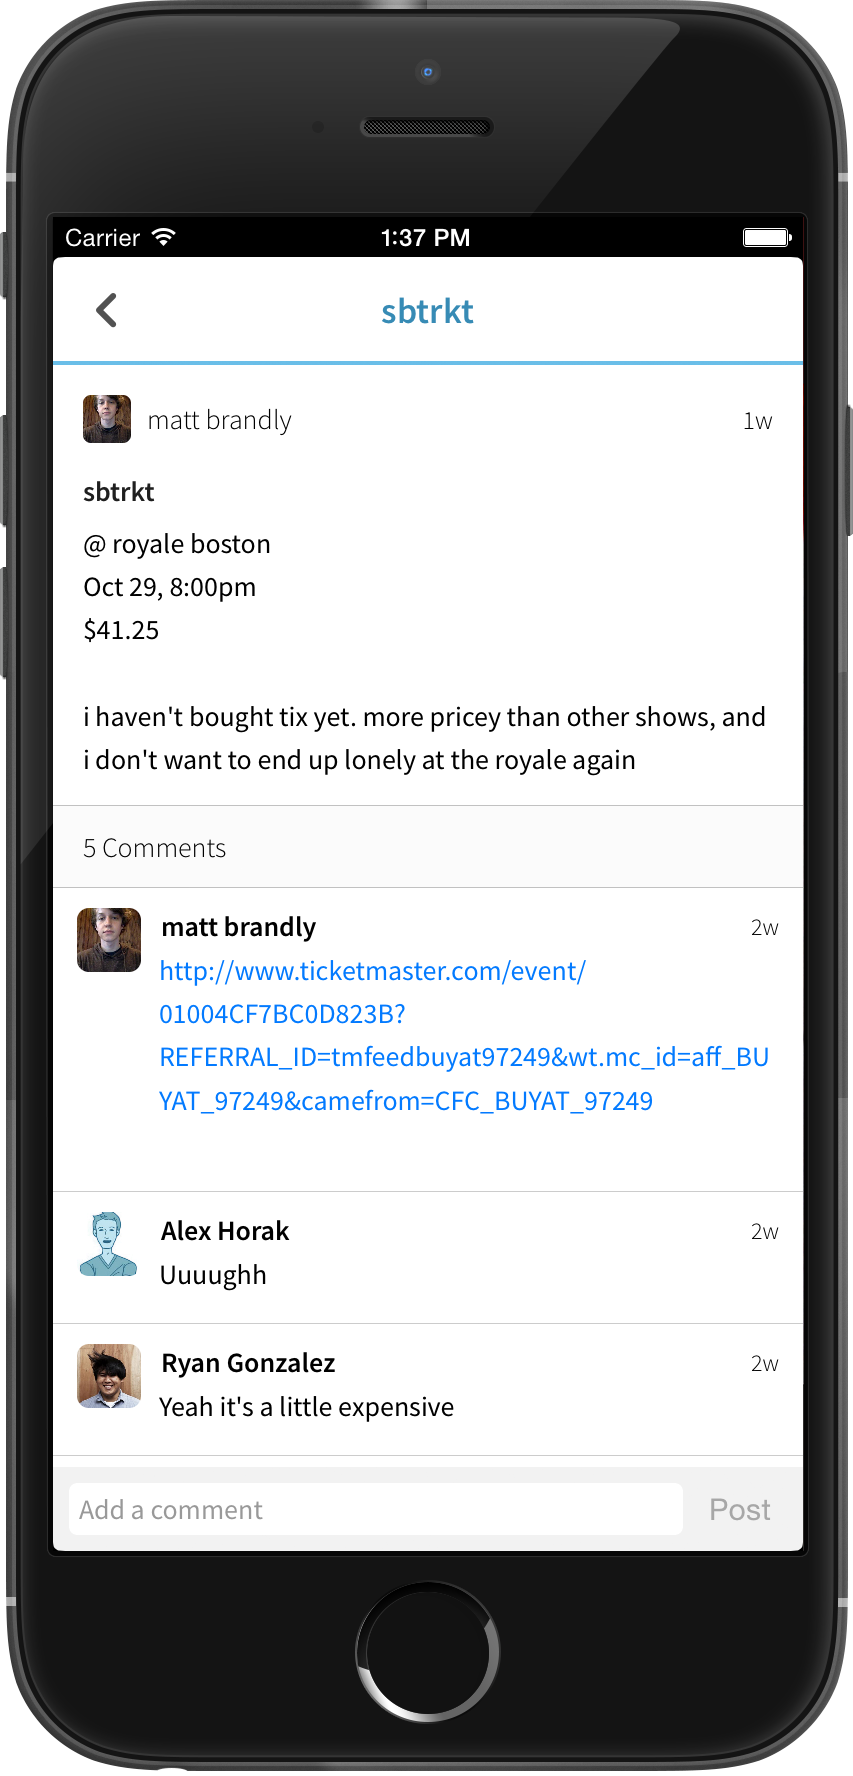 Carrier 1:37 PM
sbtrkt
matt brandly 1w
sbtrkt
@ royale boston
Oct 29, 8:00pm
$41.25
i haven't bought tix yet. more pricey than other shows, and
i don't want to end up lonely at the royale again
5 Comments
matt brandly 2w
http://www.ticketmaster.com/event/
01004CF7BC0D823B?
REFERRAL_ID=tmfeedbuyat97249&wt.mc_id=aff_BU
YAT_97249&camefrom=CFC_BUYAT_97249
Alex Horak 2w
Uuuughh
Ryan Gonzalez 2w
Yeah it's a little expensive
Add a comment Post